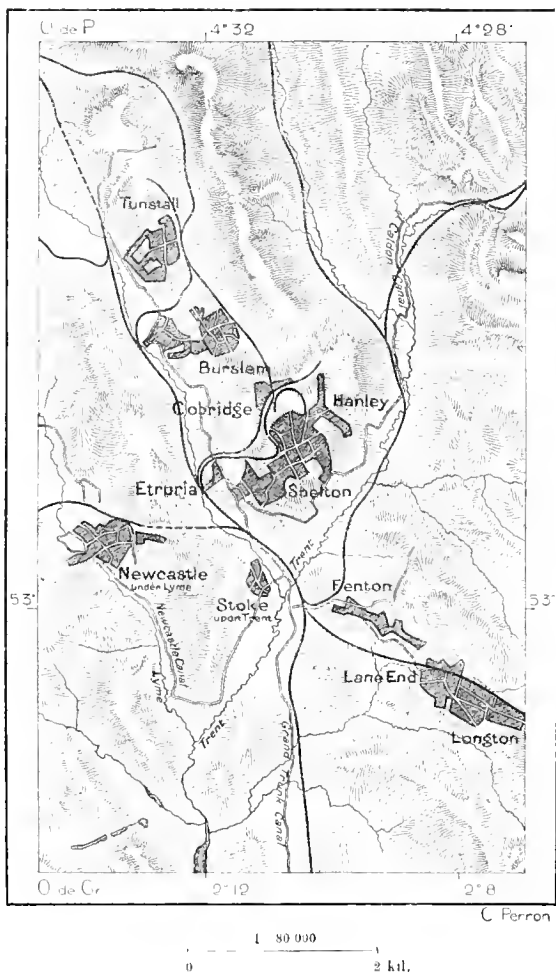 O de P 4°32 4°28'
Tunstall
Caldon Canal
Burslem
Cobridge
Hanley
Etruria
Shelton
Newcastle
under Lyme
Trent
Fenton
53°
53°
Stoke
upon Trent
Newcastle Canal
Lyme
Trent
Lane End
Longton
Grand Trunk Canal
O de Gr 2°12 2°8
C Perron
1 80 000
0 2 kil.